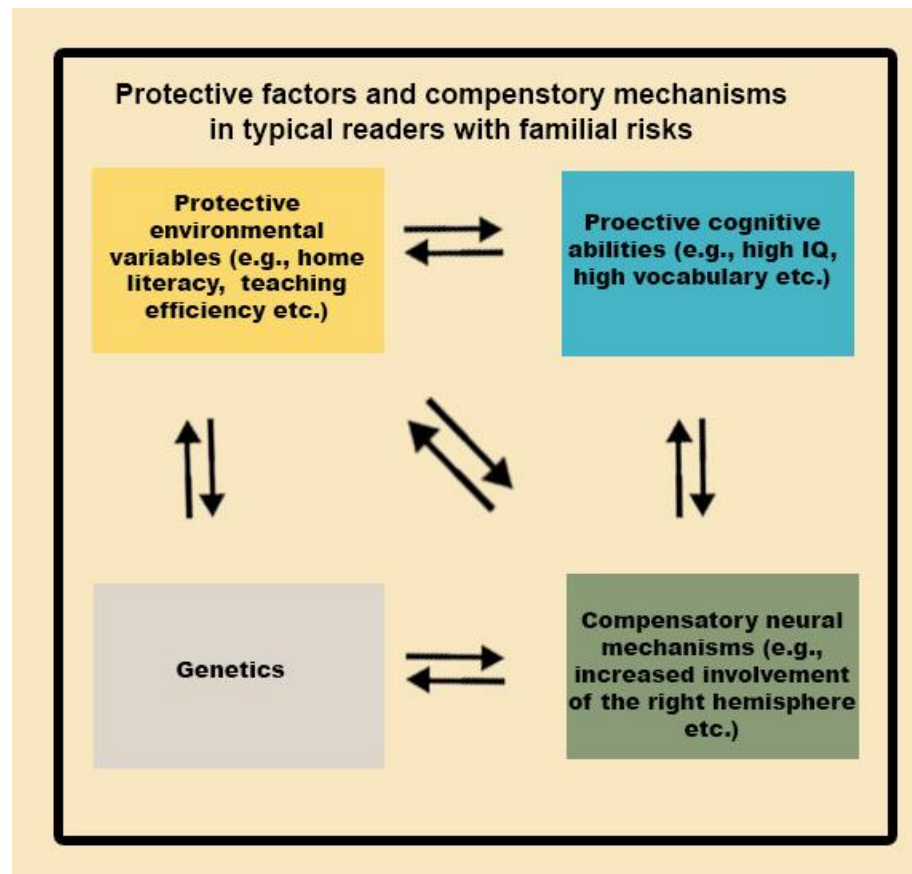 Protective factors and compenstory mechanisms
in typical readers with familial risks
Protective
environmental
variables (e.g., home
literacy, teaching
efficiency etc.)
Proective cognitive
abilities (e.g., high IQ,
high vocabulary etc.)
Genetics
Compensatory neural
mechanisms (e.g.,
increased involvement
of the right hemisphere
etc.)